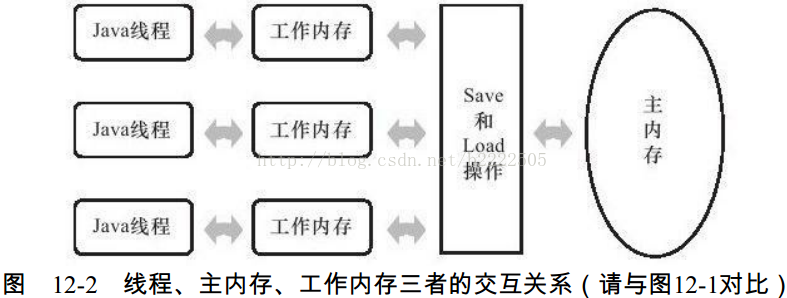 Java线程 工作内存
Java线程 工作内存
Java线程 工作内存
Save
和
Load
操作
主
内
存
http://blog.csdn.net/h2222505
图 12-2 线程、主内存、工作内存三者的交互关系（请与图12-1对比）